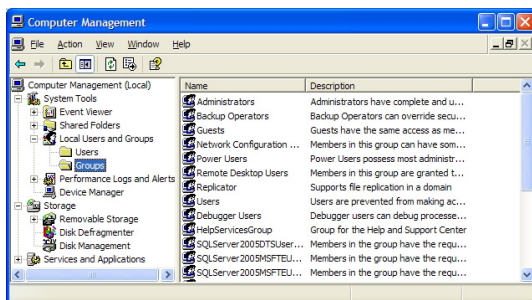 Computer Management
File Action View Window Help
Computer Management (Local)
System Tools
Event Viewer
Shared Folders
Local Users and Groups
Users
Groups
Performance Logs and Alerts
Device Manager
Storage
Removable Storage
Disk Defragmenter
Disk Management
Services and Applications
Name Description
Administrators Administrators have complete and u...
Backup Operators Backup Operators can override secu...
Guests Guests have the same access as me...
Network Configuration ... Members in this group can have som...
Power Users Power Users possess most administr...
Remote Desktop Users Members in this group are granted t...
Replicator Supports file replication in a domain
Users Users are prevented from making ac...
Debugger Users Debugger users can debug processe...
HelpServicesGroup Group for the Help and Support Center
SQLServer2005DTSUser... Members in the group have the requ...
SQLServer2005MSFTEU... Members in the group have the requ...
SQLServer2005MSFTEU... Members in the group have the requ...